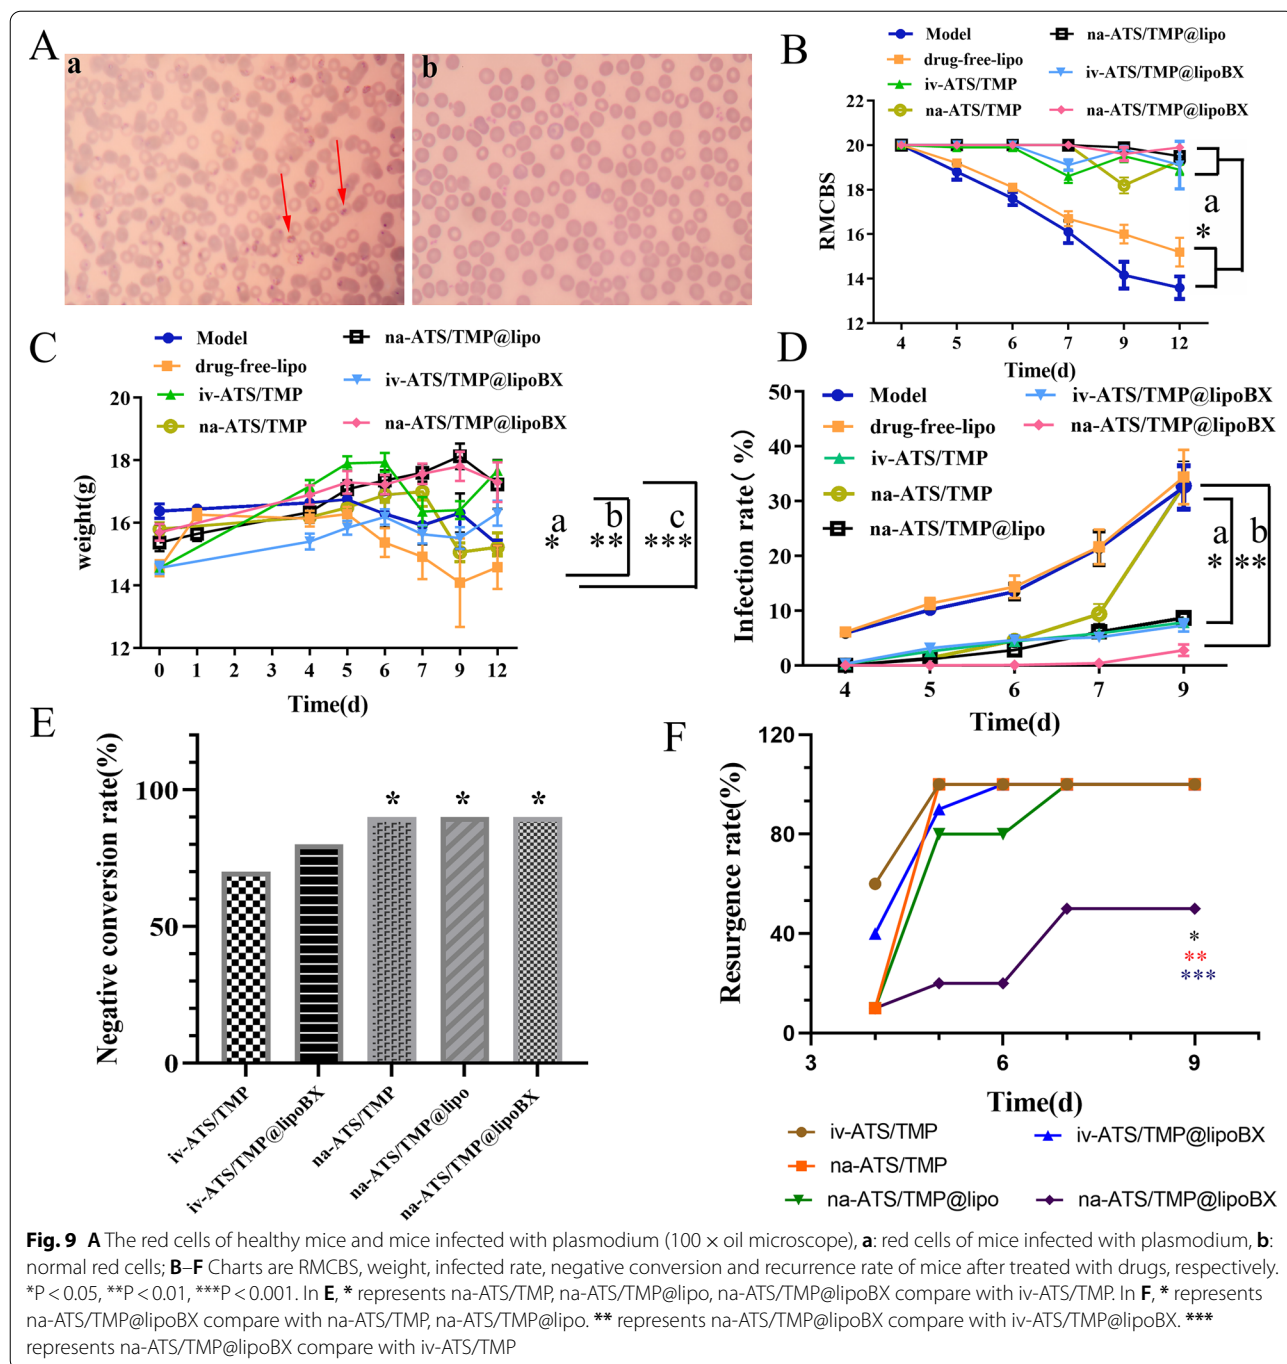 A
a
b
B
Model
drug-free-lipo
iv-ATS/TMP
na-ATS/TMP
na-ATS/TMP@lipo
iv-ATS/TMP@lipoBX
na-ATS/TMP@lipoBX
RMCBS
22
20
18
16
14
12
4 5 6 7 9 12
Time(d)
a
*
C
Model
drug-free-lipo
iv-ATS/TMP
na-ATS/TMP
na-ATS/TMP@lipo
iv-ATS/TMP@lipoBX
na-ATS/TMP@lipoBX
weight(g)
20
18
16
14
12
0 1 2 3 4 5 6 7 9 12
Time(d)
a
*
b
**
c
***
D
Model
drug-free-lipo
iv-ATS/TMP
na-ATS/TMP
na-ATS/TMP@lipo
iv-ATS/TMP@lipoBX
na-ATS/TMP@lipoBX
Infection rate( %)
50
40
30
20
10
0
4 5 6 7 9
Time(d)
a
*
b
**
E
Negative conversion rate(%)
100
50
0
* * *
iv-ATS/TMP
iv-ATS/TMP@lipoBX
na-ATS/TMP
na-ATS/TMP@lipo
na-ATS/TMP@lipoBX
F
Resurgence rate(%)
120
80
40
0
3 6 9
Time(d)
*
**
***
iv-ATS/TMP
na-ATS/TMP
na-ATS/TMP@lipo
iv-ATS/TMP@lipoBX
na-ATS/TMP@lipoBX
Fig. 9 A The red cells of healthy mice and mice infected with plasmodium (100 × oil microscope), a: red cells of mice infected with plasmodium, b:
normal red cells; B–F Charts are RMCBS, weight, infected rate, negative conversion and recurrence rate of mice after treated with drugs, respectively.
*P < 0.05, **P < 0.01, ***P < 0.001. In E, * represents na-ATS/TMP, na-ATS/TMP@lipo, na-ATS/TMP@lipoBX compare with iv-ATS/TMP. In F, * represents
na-ATS/TMP@lipoBX compare with na-ATS/TMP, na-ATS/TMP@lipo. ** represents na-ATS/TMP@lipoBX compare with iv-ATS/TMP@lipoBX. ***
represents na-ATS/TMP@lipoBX compare with iv-ATS/TMP